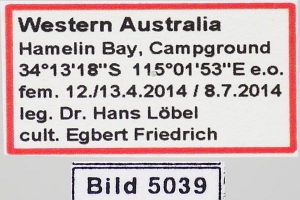 Western Australia
Hamelin Bay, Campground
34°13'18"S 115°01'53"E e.o.
fem. 12./13.4.2014 / 8.7.2014
leg. Dr. Hans Löbel
cult. Egbert Friedrich
Bild 5039